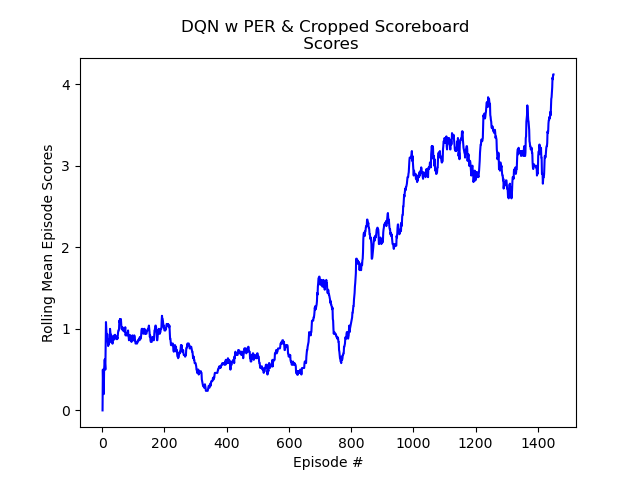 DQN w PER & Cropped Scoreboard
Scores
Rolling Mean Episode Scores
4
3
2
1
0
0 200 400 600 800 1000 1200 1400
Episode #